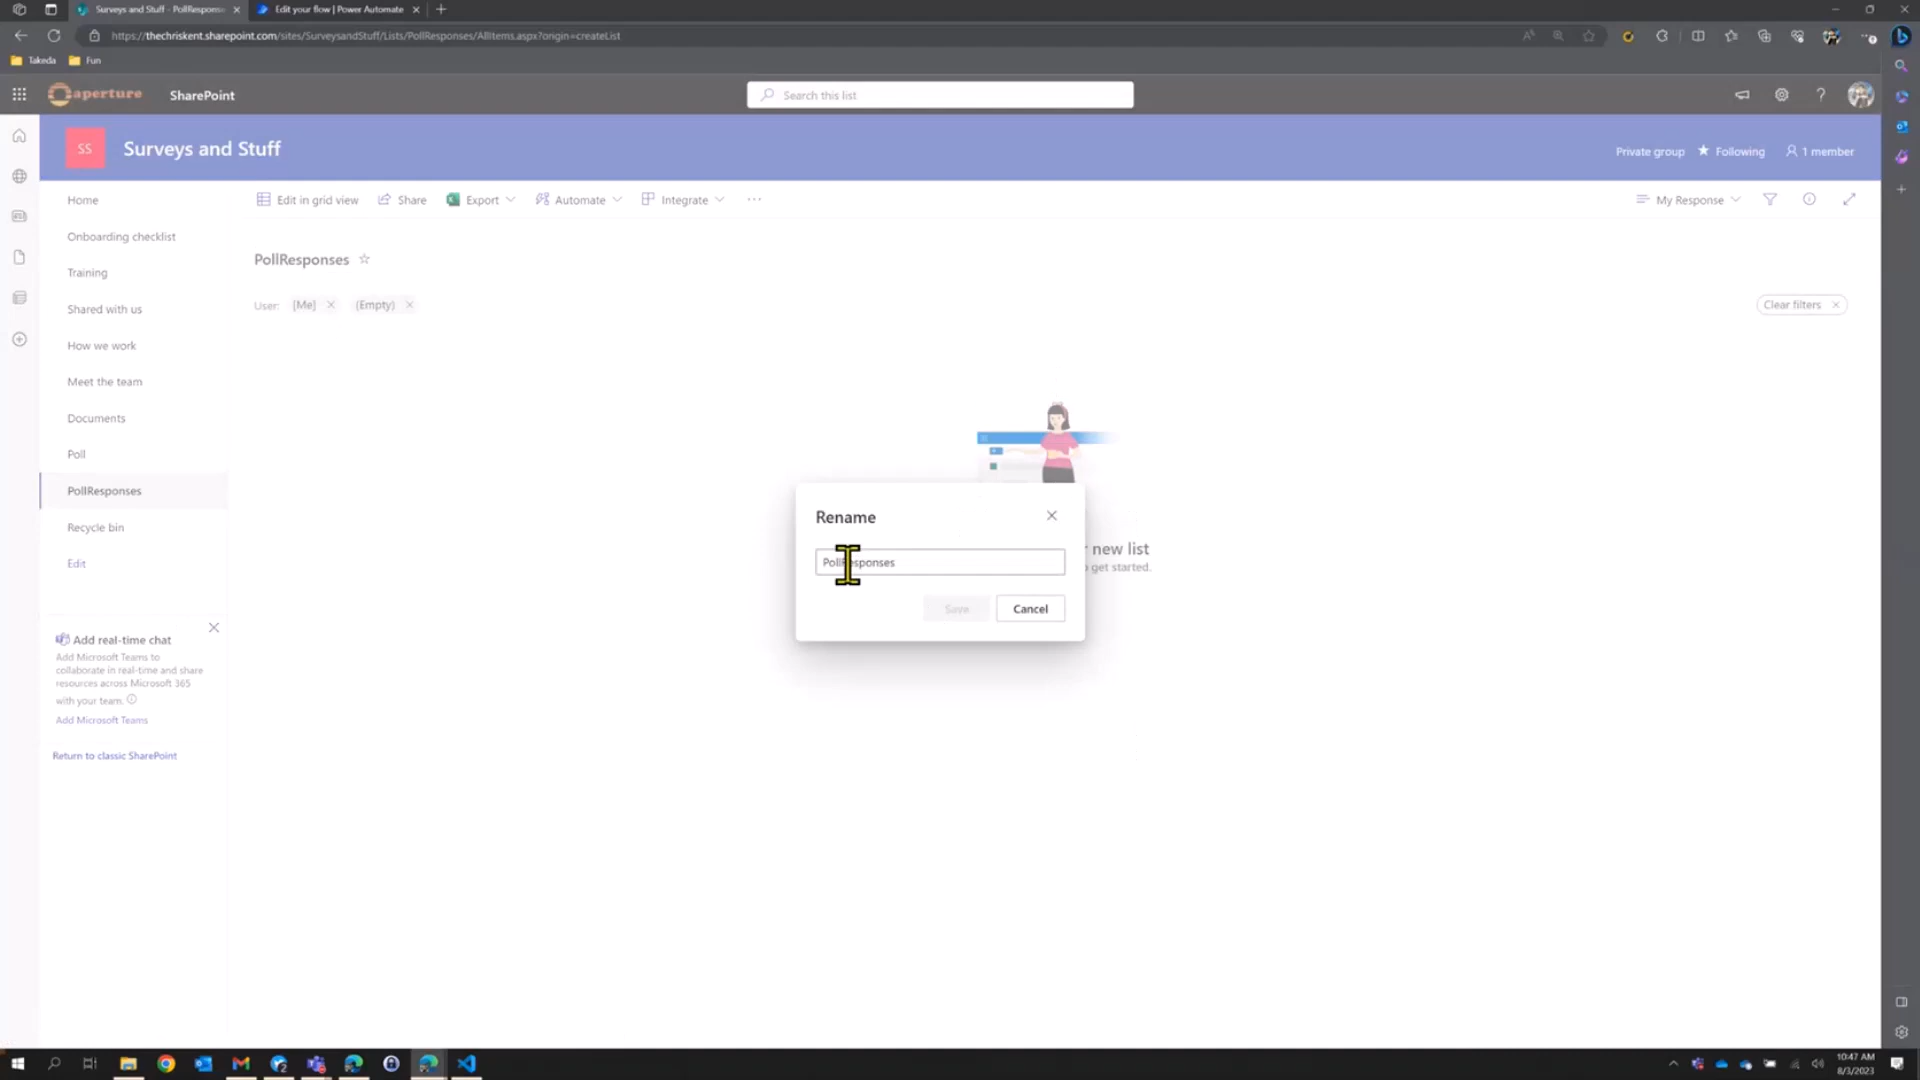 Surveys and Stuff - PollResponse
Edit your flow | Power Automate
https://thechriskent.sharepoint.com/sites/SurveysandStuff/Lists/PollResponses/AllItems.aspx?origin=createList
Takeda
Fun
aperture
SharePoint
Search this list
SS
Surveys and Stuff
Private group
Following
1 member
Home
Edit in grid view
Share
Export
Automate
Integrate
My Response
Onboarding checklist
PollResponses
Training
Shared with us
User:
[Me]
(Empty)
Clear filters
How we work
Meet the team
Documents
Poll
PollResponses
Recycle bin
Edit
Rename
new list
PollResponses
to get started.
Save
Cancel
Add real-time chat
Add Microsoft Teams to
collaborate in real-time and share
resources across Microsoft 365
with your team.
Add Microsoft Teams
Return to classic SharePoint
10:47 AM
8/3/2023